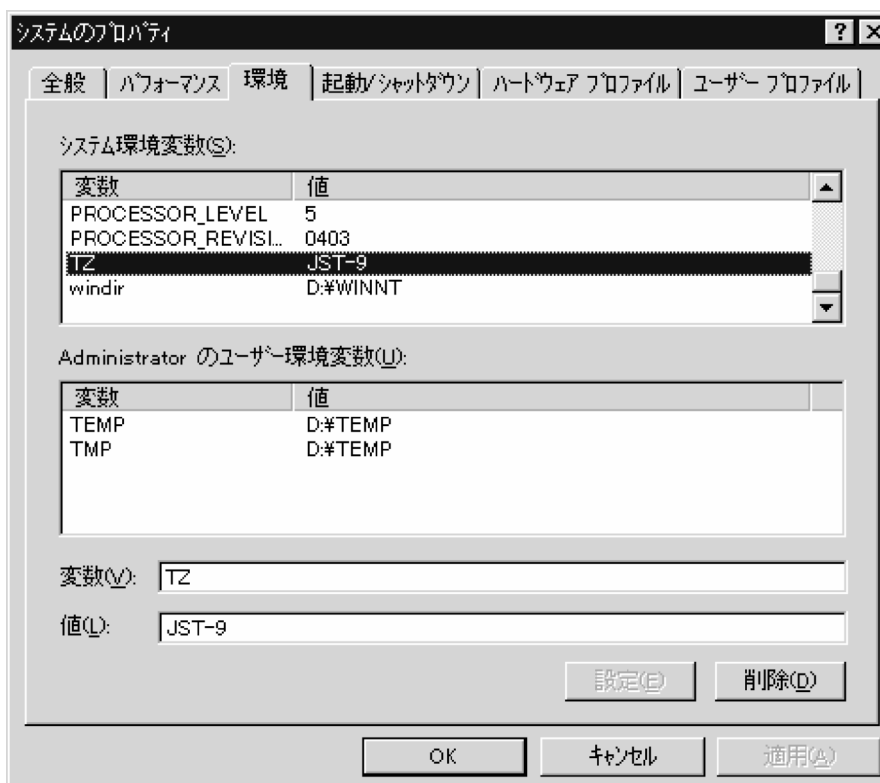 システムのプロパティ
全般 パフォーマンス 環境 起動/シャットダウン ハードウェア プロファイル ユーザー プロファイル
システム環境変数(S):
変数 値
PROCESSOR_LEVEL 5
PROCESSOR_REVISI... 0403
TZ JST-9
windir D:¥WINNT
Administrator のユーザー環境変数(U):
変数 値
TEMP D:¥TEMP
TMP D:¥TEMP
変数(V): TZ
値(L): JST-9
設定(E) 削除(D)
OK キャンセル 適用(A)